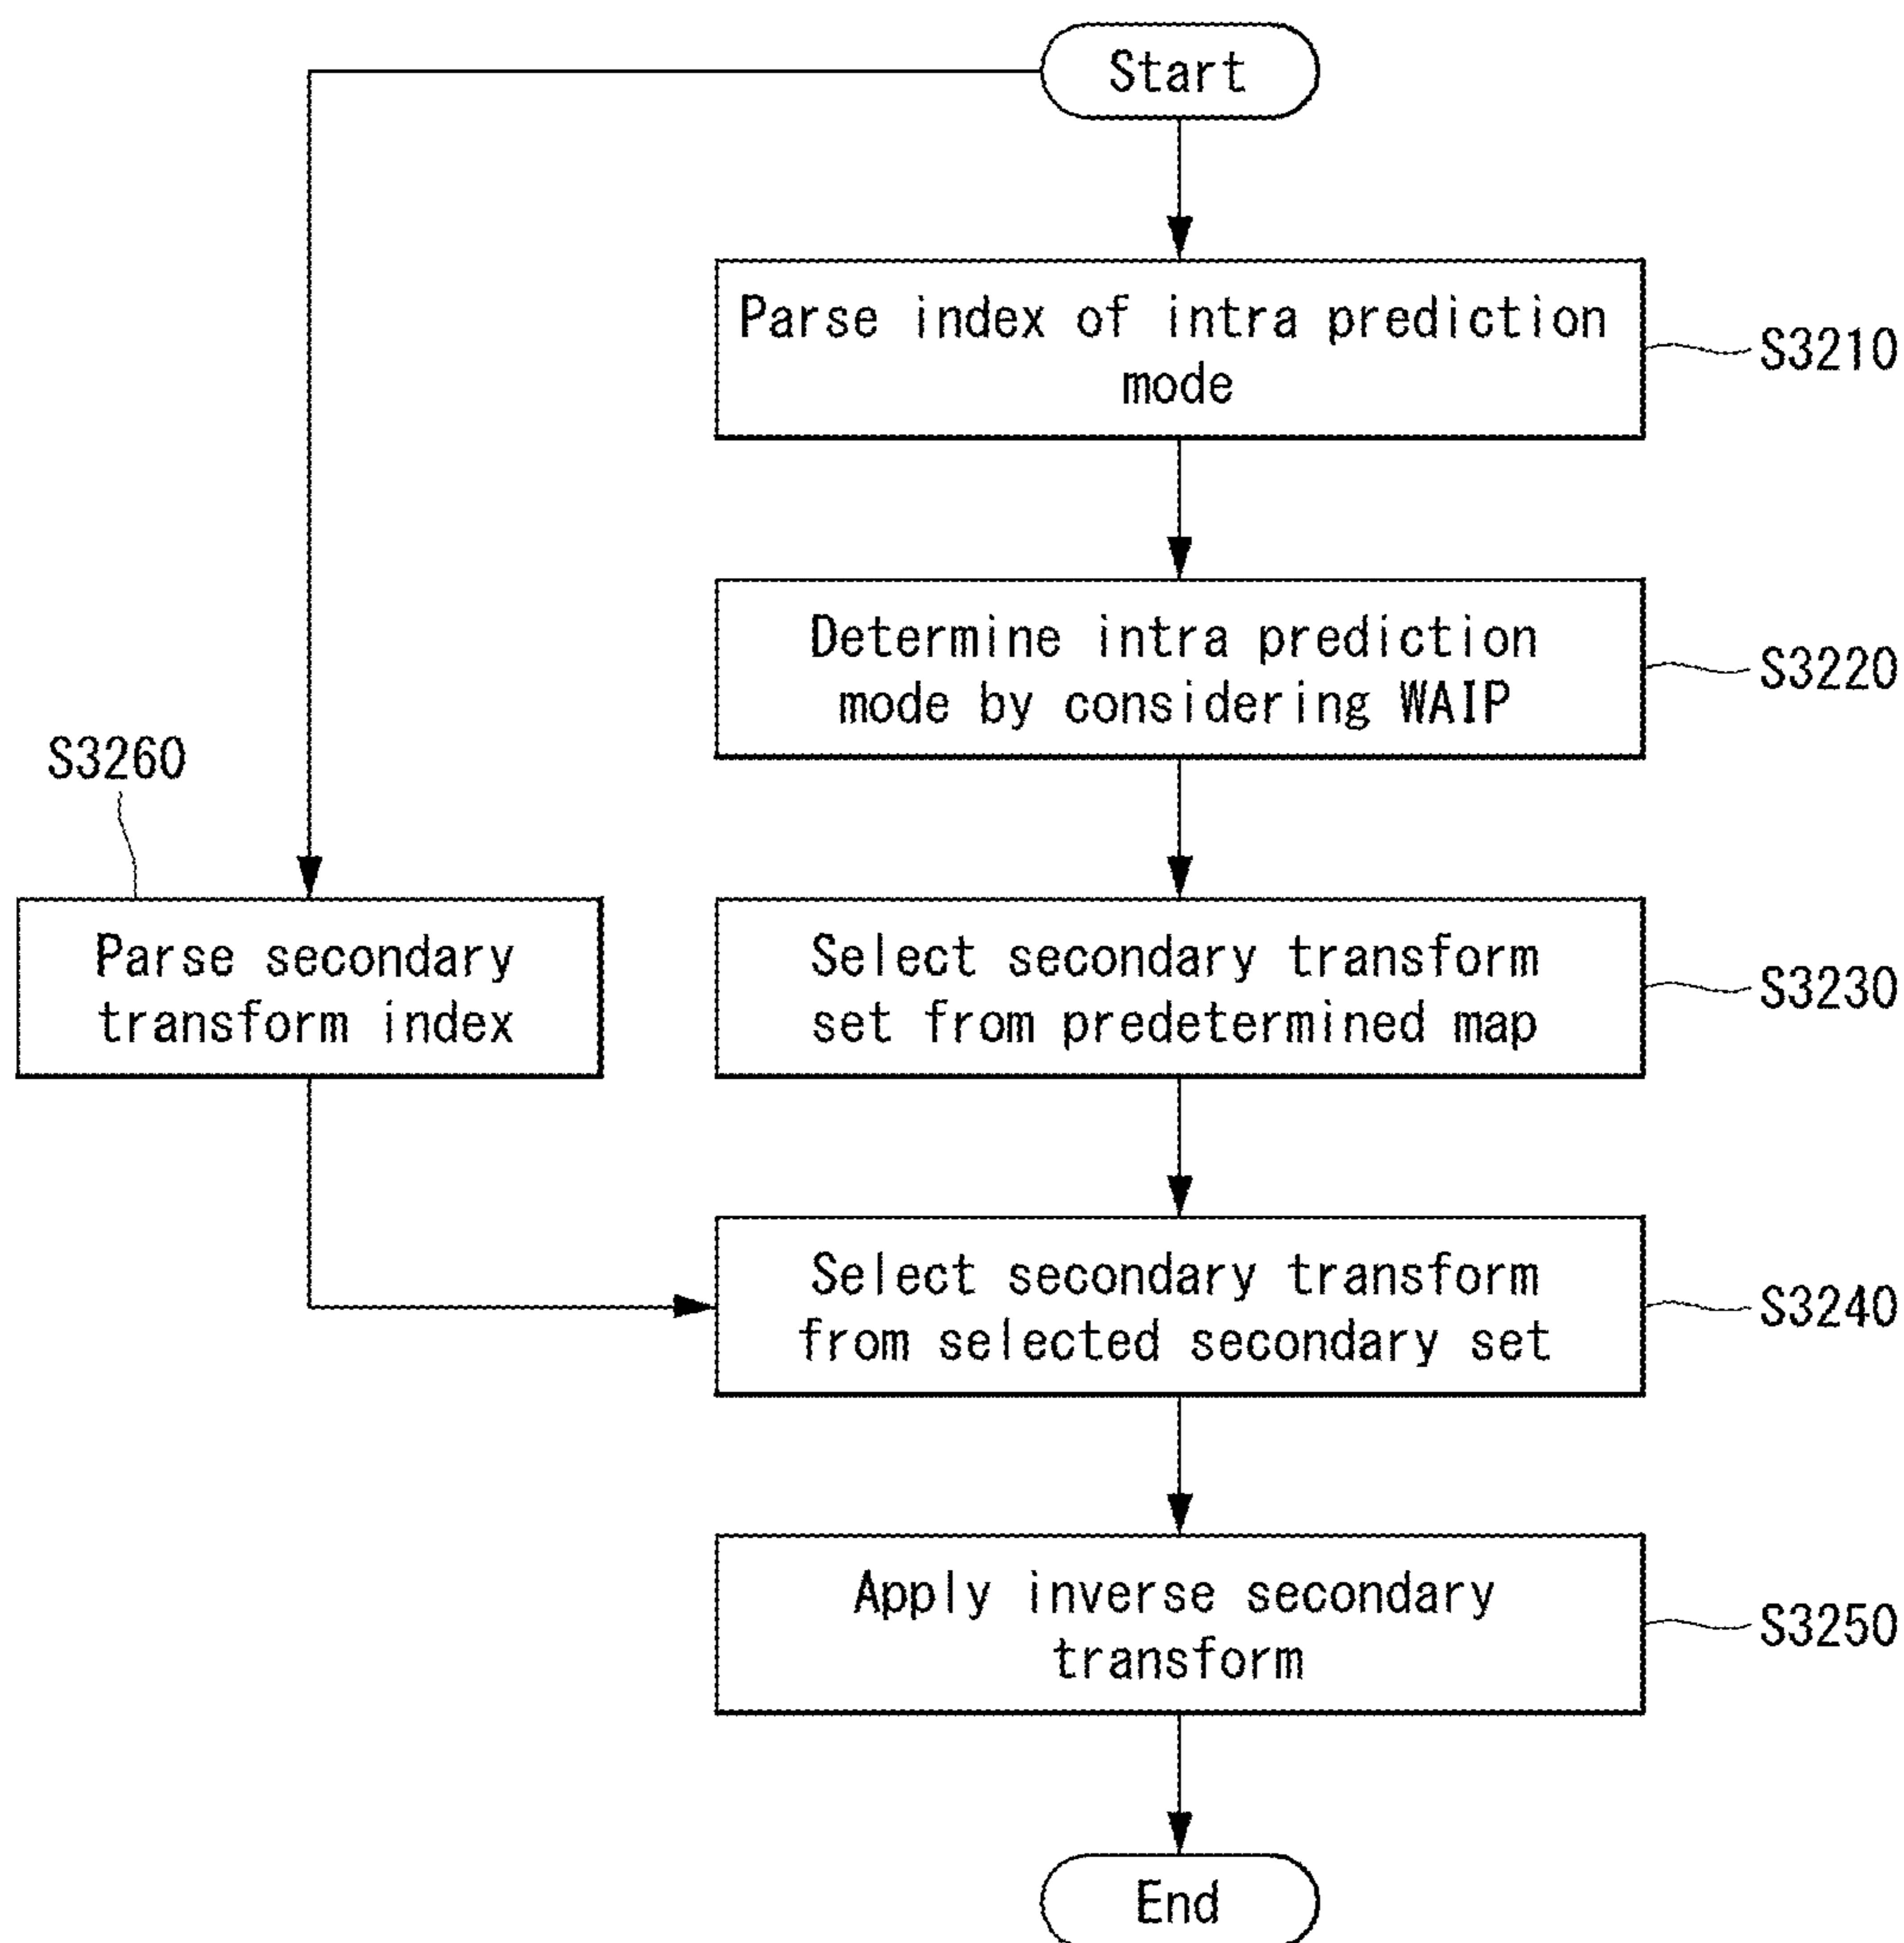 Start
Parse index of intra prediction
mode
S3210
Determine intra prediction
mode by considering WAIP
S3220
S3260
Parse secondary
transform index
Select secondary transform
set from predetermined map
S3230
Select secondary transform
from selected secondary set
S3240
Apply inverse secondary
transform
S3250
End